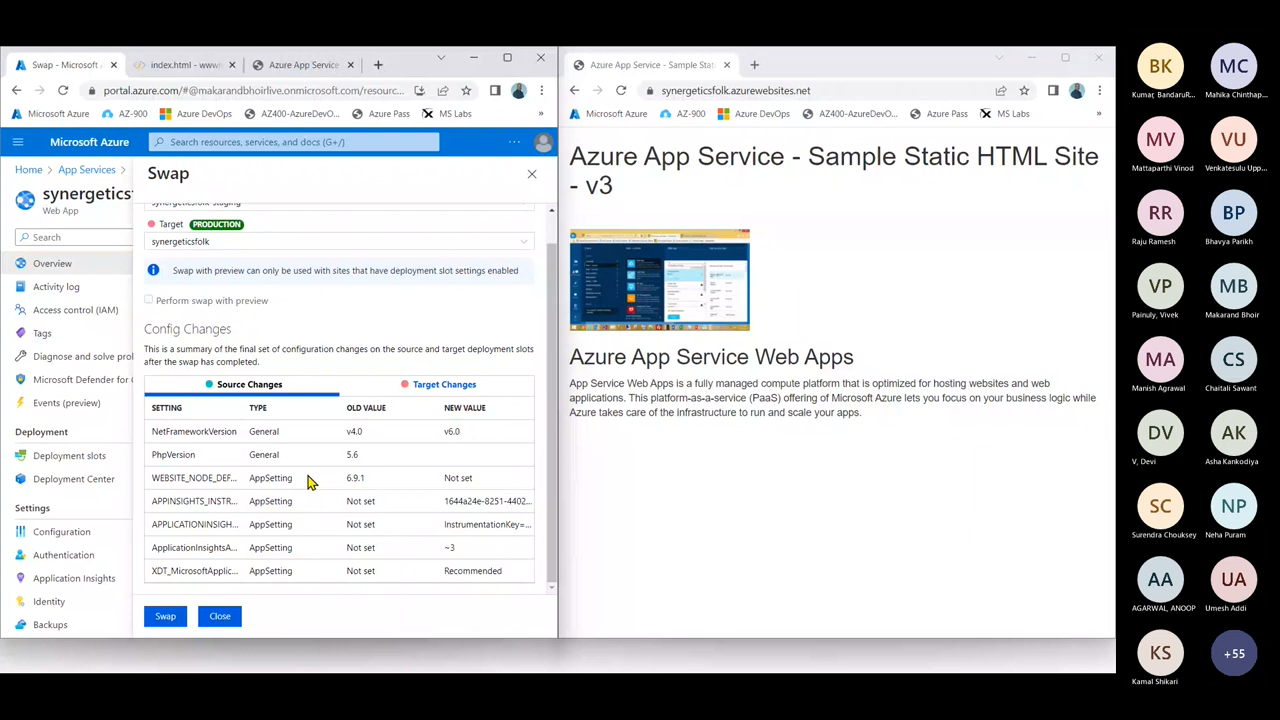 Swap - Microsoft A
index.html - wwwr
Azure App Service
portal.azure.com/#@makarandbhoirlive.onmicrosoft.com/resourc...
Microsoft Azure
AZ-900
Azure DevOps
AZ400-AzureDevO...
Azure Pass
MS Labs
»
Microsoft Azure
Search resources, services, and docs (G+/)
Home > App Services >
synergetics
Web App
Search
Overview
Activity log
Access control (IAM)
Tags
Diagnose and solve prol
Microsoft Defender for
Events (preview)
Deployment
Deployment slots
Deployment Center
Settings
Configuration
Authentication
Application Insights
Identity
Backups
Swap
synergeticsfolk-staging
Target PRODUCTION
synergeticsfolk
Swap with preview can only be used with sites that have deployment slot settings enabled
Perform swap with preview
Config Changes
This is a summary of the final set of configuration changes on the source and target deployment slots
after the swap has completed.
Source Changes
Target Changes
SETTING TYPE OLD VALUE NEW VALUE
NetFrameworkVersion General v4.0 v6.0
PhpVersion General 5.6
WEBSITE_NODE_DEF... AppSetting 6.9.1 Not set
APPINSIGHTS_INSTR... AppSetting Not set 1644a24e-8251-4402...
APPLICATIONINSIGH... AppSetting Not set InstrumentationKey=...
ApplicationInsightsA... AppSetting Not set ~3
XDT_MicrosoftApplic... AppSetting Not set Recommended
Swap
Close
Azure App Service - Sample Stati
synergeticsfolk.azurewebsites.net
Microsoft Azure
AZ-900
Azure DevOps
AZ400-AzureDevO...
Azure Pass
MS Labs
»
Azure App Service - Sample Static HTML Site
- v3
Azure App Service Web Apps
App Service Web Apps is a fully managed compute platform that is optimized for hosting websites and web
applications. This platform-as-a-service (PaaS) offering of Microsoft Azure lets you focus on your business logic while
Azure takes care of the infrastructure to run and scale your apps.
BK
Kumar, BandaruR...
MC
Mahika Chinthap...
MV
Mattaparthi Vinod
VU
Venkatesulu Upp...
RR
Raju Ramesh
BP
Bhavya Parikh
VP
Painuly, Vivek
MB
Makarand Bhoir
MA
Manish Agrawal
CS
Chaitali Sawant
DV
V, Devi
AK
Asha Kankodiya
SC
Surendra Chouksey
NP
Neha Puram
AA
AGARWAL, ANOOP
UA
Umesh Addi
KS
Kamal Shikari
+55